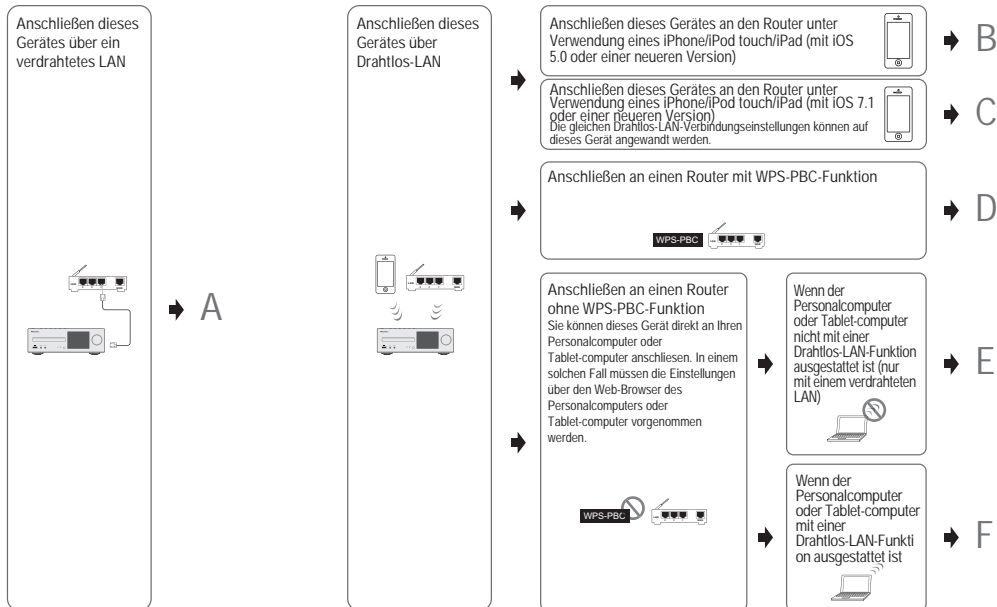 Anschließen dieses
Gerätes über ein
verdrahtetes LAN
A
Anschließen dieses
Gerätes über
Drahtlos-LAN
Anschließen dieses Gerätes an den Router unter
Verwendung eines iPhone/iPod touch/iPad (mit iOS
5.0 oder einer neueren Version)
B
Anschließen dieses Gerätes an den Router unter
Verwendung eines iPhone/iPod touch/iPad (mit iOS 7.1
oder einer neueren Version)
Die gleichen Drahtlos-LAN-Verbindungseinstellungen können auf
dieses Gerät angewandt werden.
C
Anschließen an einen Router mit WPS-PBC-Funktion
WPS-PBC
D
Anschließen an einen Router
ohne WPS-PBC-Funktion
Sie können dieses Gerät direkt an Ihren
Personalcomputer oder
Tablet-computer anschliesen. In einem
solchen Fall müssen die Einstellungen
über den Web-Browser des
Personalcomputers oder
Tablet-computer vorgenommen
werden.
WPS-PBC
Wenn der
Personalcomputer
oder Tablet-computer
nicht mit einer
Drahtlos-LAN-Funktion
ausgestattet ist (nur
mit einem verdrahteten
LAN)
E
Wenn der
Personalcomputer
oder Tablet-computer
mit einer
Drahtlos-LAN-Funkti
on ausgestattet ist
F